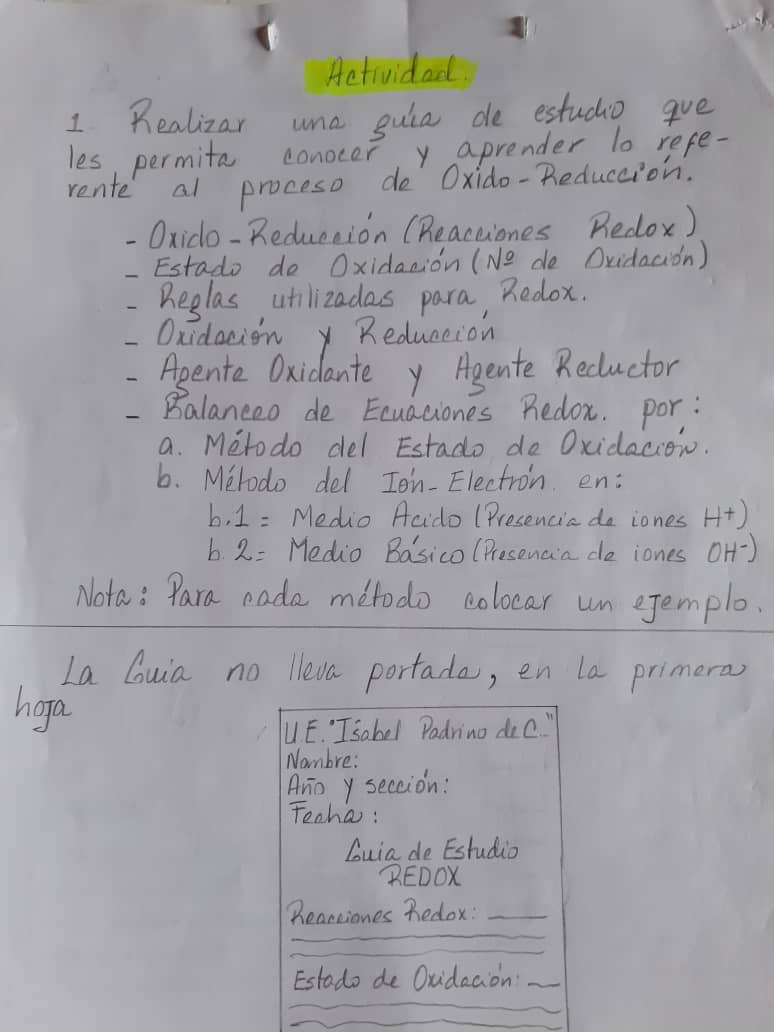 Actividad.
1 Realizar una guía de estudio que
les permita conocer y aprender lo refe-
rente al proceso de Oxido-Reducción.
- Oxido-Reducción (Reacciones Redox)
- Estado de Oxidación (Nº de Oxidación)
- Reglas utilizadas para Redox.
- Oxidación y Reducción
- Agente Oxidante y Agente Reductor
- Balanceo de Ecuaciones Redox. por:
a. Método del Estado de Oxidación.
b. Método del Ión-Electrón en:
b.1 = Medio Acido (Presencia de iones H+)
b.2 = Medio Básico (Presencia de iones OH-)
Nota: Para cada método colocar un ejemplo.
La Guia no lleva portada, en la primera
hoja
U.E. "Isabel Padrino de C.."
Nombre:
Año y sección:
Fecha:
Guia de Estudio
REDOX
Reacciones Redox:
Estado de Oxidación: